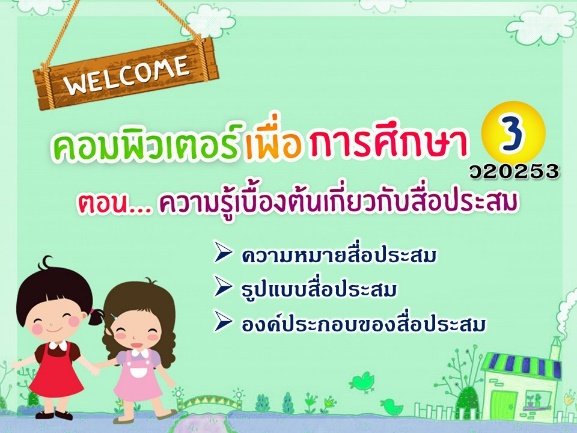 WELCOME
คอมพิวเตอร์เพื่อการศึกษา 3
ว20253
ตอน... ความรู้เบื้องต้นเกี่ยวกับสื่อประสม
➢ ความหมายสื่อประสม
➢ รูปแบบสื่อประสม
➢ องค์ประกอบของสื่อประสม